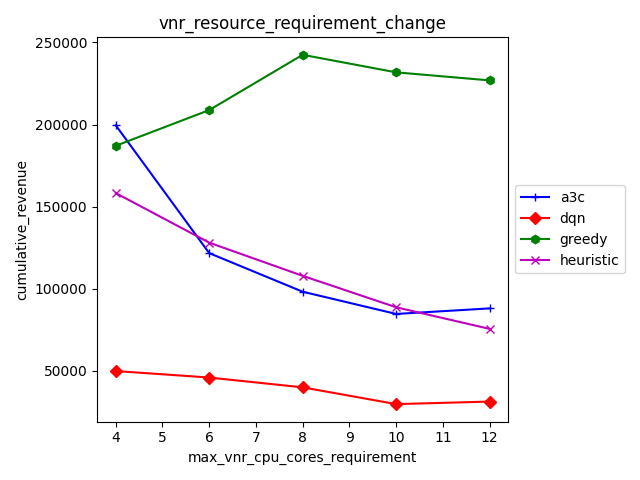 vnr_resource_requirement_change
cumulative_revenue
250000
200000
150000
100000
50000
4 5 6 7 8 9 10 11 12
max_vnr_cpu_cores_requirement
a3c
dqn
greedy
heuristic